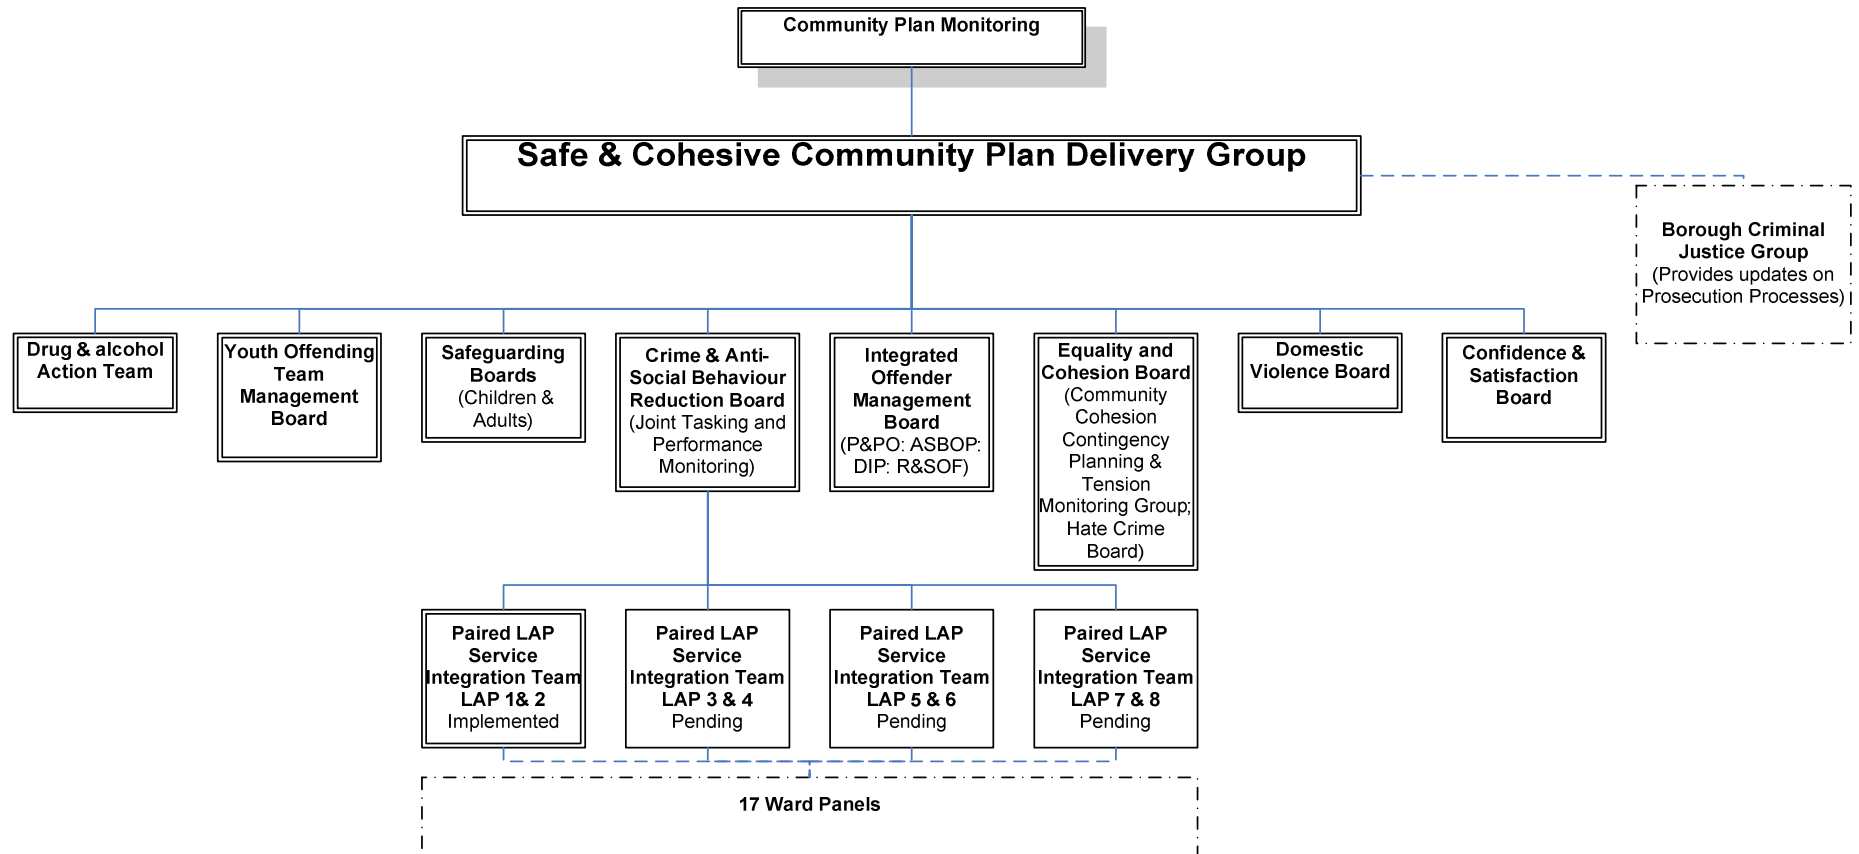 Community Plan Monitoring
Safe & Cohesive Community Plan Delivery Group
Borough Criminal
Justice Group
(Provides updates on
Prosecution Processes)
Drug & alcohol
Action Team
Youth Offending
Team
Management
Board
Safeguarding
Boards
(Children &
Adults)
Crime & Anti-
Social Behaviour
Reduction Board
(Joint Tasking and
Performance
Monitoring)
Integrated
Offender
Management
Board
(P&PO: ASBOP:
DIP: R&SOF)
Equality and
Cohesion Board
(Community
Cohesion
Contingency
Planning &
Tension
Monitoring Group;
Hate Crime
Board)
Domestic
Violence Board
Confidence &
Satisfaction
Board
Paired LAP
Service
Integration Team
LAP 1& 2
Implemented
Paired LAP
Service
Integration Team
LAP 3 & 4
Pending
Paired LAP
Service
Integration Team
LAP 5 & 6
Pending
Paired LAP
Service
Integration Team
LAP 7 & 8
Pending
17 Ward Panels